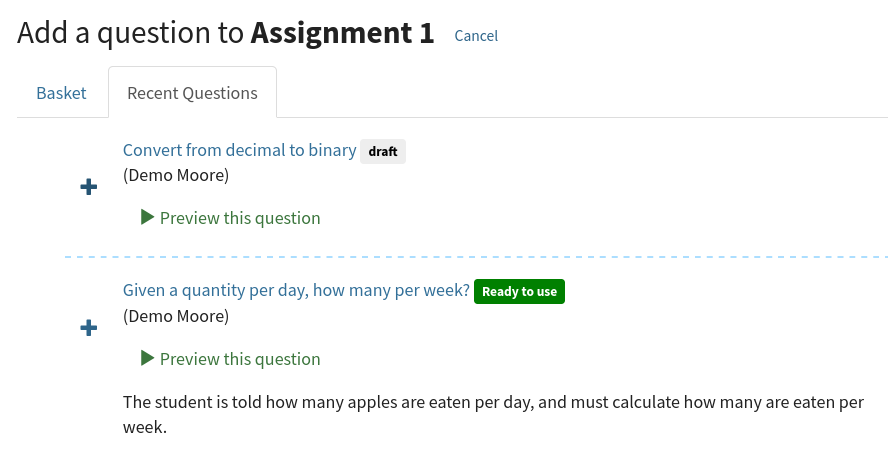 Add a question to Assignment 1 Cancel
Basket Recent Questions
Convert from decimal to binary draft
(Demo Moore)
Preview this question
Given a quantity per day, how many per week? Ready to use
(Demo Moore)
Preview this question
The student is told how many apples are eaten per day, and must calculate how many are eaten per
week.